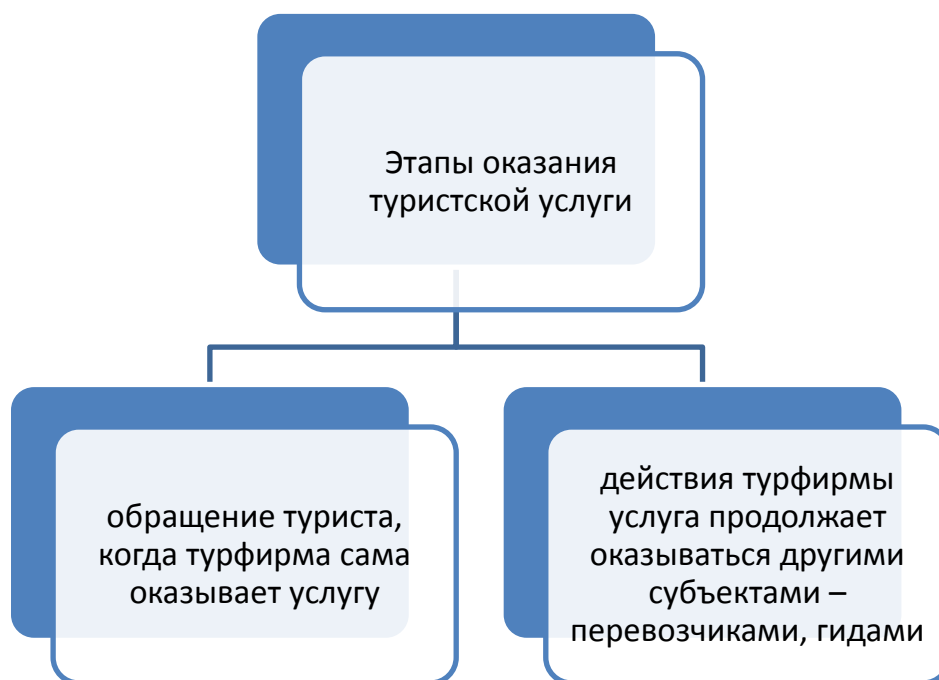 Этапы оказания
туристской услуги
обращение туриста,
когда турфирма сама
оказывает услугу
действия турфирмы
услуга продолжает
оказываться другими
субъектами –
перевозчиками, гидами